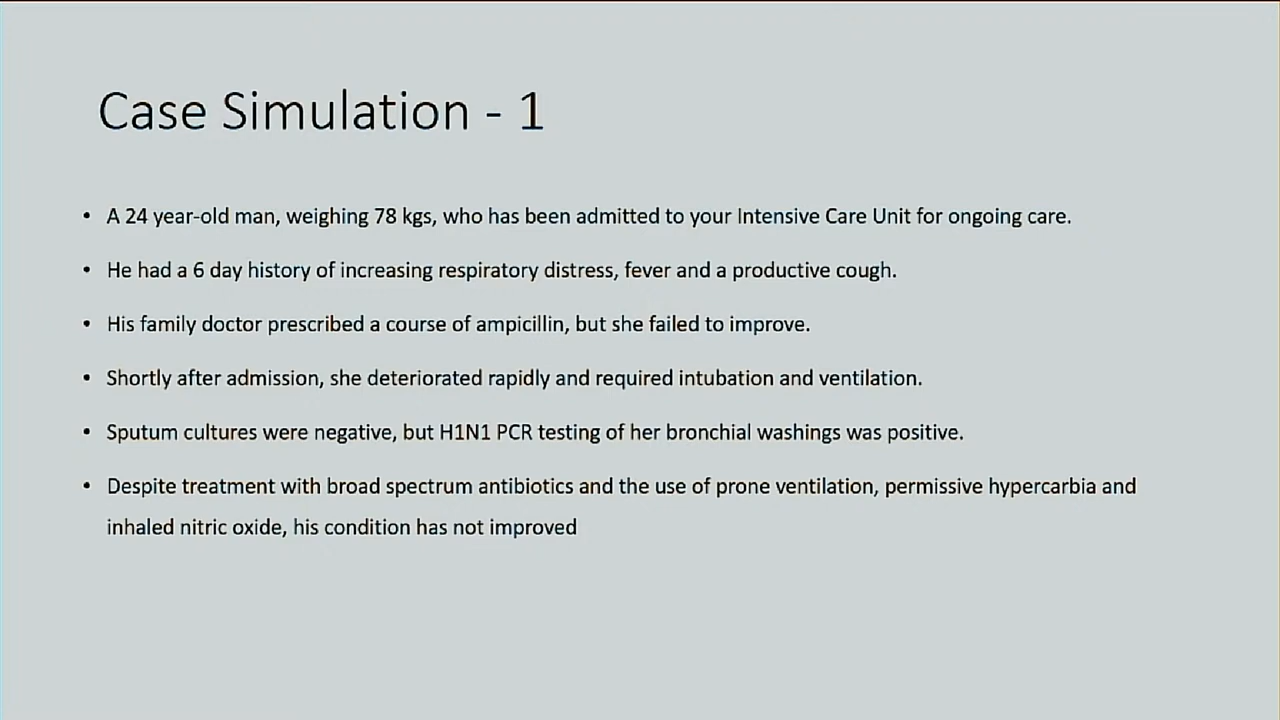 Case Simulation - 1
• A 24 year-old man, weighing 78 kgs, who has been admitted to your Intensive Care Unit for ongoing care.
• He had a 6 day history of increasing respiratory distress, fever and a productive cough.
• His family doctor prescribed a course of ampicillin, but she failed to improve.
• Shortly after admission, she deteriorated rapidly and required intubation and ventilation.
• Sputum cultures were negative, but H1N1 PCR testing of her bronchial washings was positive.
• Despite treatment with broad spectrum antibiotics and the use of prone ventilation, permissive hypercarbia and
inhaled nitric oxide, his condition has not improved